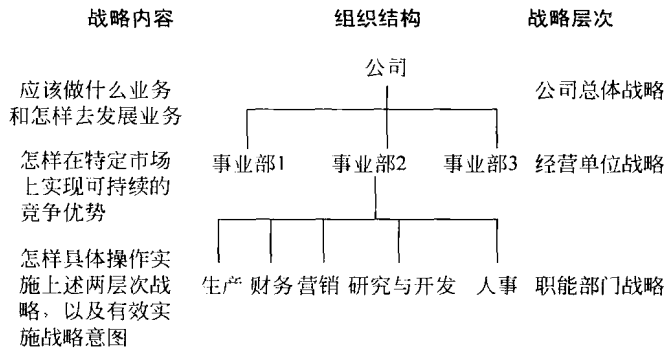 战略内容 组织结构 战略层次
公司
应该做什么业务
和怎样去发展业务
公司总体战略
怎样在特定市场
上实现可持续的
竞争优势
事业部1 事业部2 事业部3 经营单位战略
怎样具体操作实
施上述两层次战
略，以及有效实
施战略意图
生产 财务 营销 研究与开发 人事 职能部门战略